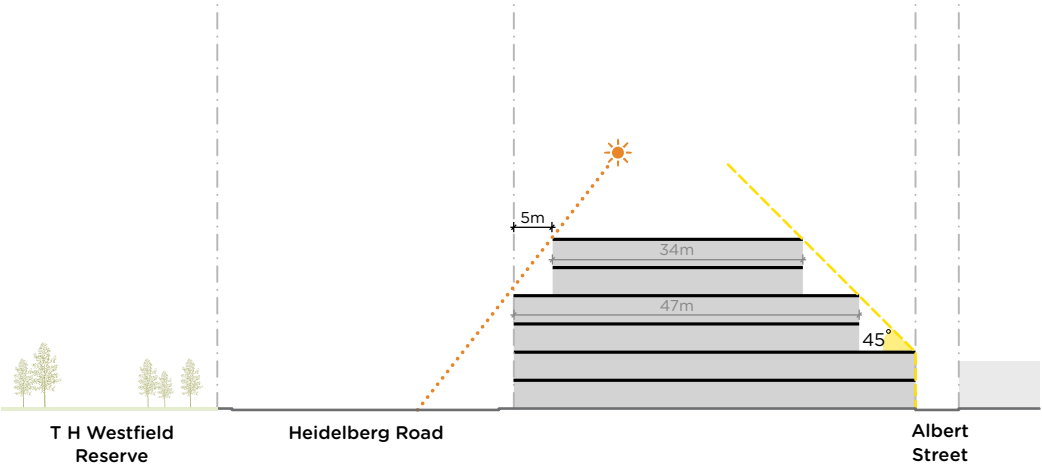 5m
34m
47m
45°
T H Westfield
Reserve
Heidelberg Road
Albert
Street